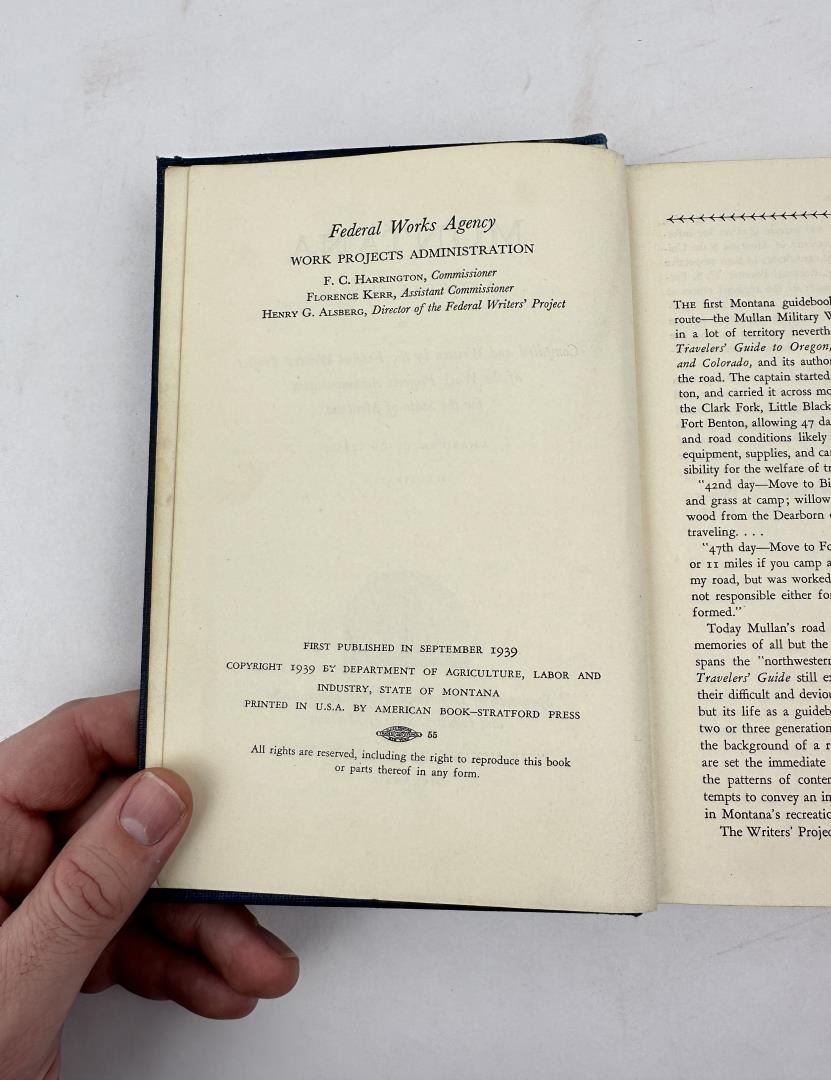 Federal Works Agency
WORK PROJECTS ADMINISTRATION
F. C. HARRINGTON, Commissioner
FLORENCE KERR, Assistant Commissioner
HENRY G. ALSBERG, Director of the Federal Writers' Project
FIRST PUBLISHED IN SEPTEMBER 1939
COPYRIGHT 1939 BY DEPARTMENT OF AGRICULTURE, LABOR AND
INDUSTRY, STATE OF MONTANA
PRINTED IN U.S.A. BY AMERICAN BOOK—STRATFORD PRESS
55
All rights are reserved, including the right to reproduce this book
or parts thereof in any form.
THE first Montana guidebook
route—the Mullan Military W
in a lot of territory neverth
Travelers' Guide to Oregon,
and Colorado, and its autho
the road. The captain started
ton, and carried it across mo
the Clark Fork, Little Black
Fort Benton, allowing 47 da
and road conditions likely
equipment, supplies, and ca
sibility for the welfare of tr
"42nd day—Move to Bi
and grass at camp; willow
wood from the Dearborn
traveling. . . .
"47th day—Move to Fo
or 11 miles if you camp a
my road, but was worked
not responsible either for
formed."
Today Mullan's road
memories of all but the
spans the "northwestern
Travelers' Guide still ex
their difficult and deviou
but its life as a guideb
two or three generation
the background of a r
are set the immediate
the patterns of conter
tempts to convey an in
in Montana's recreatio
The Writers' Projec